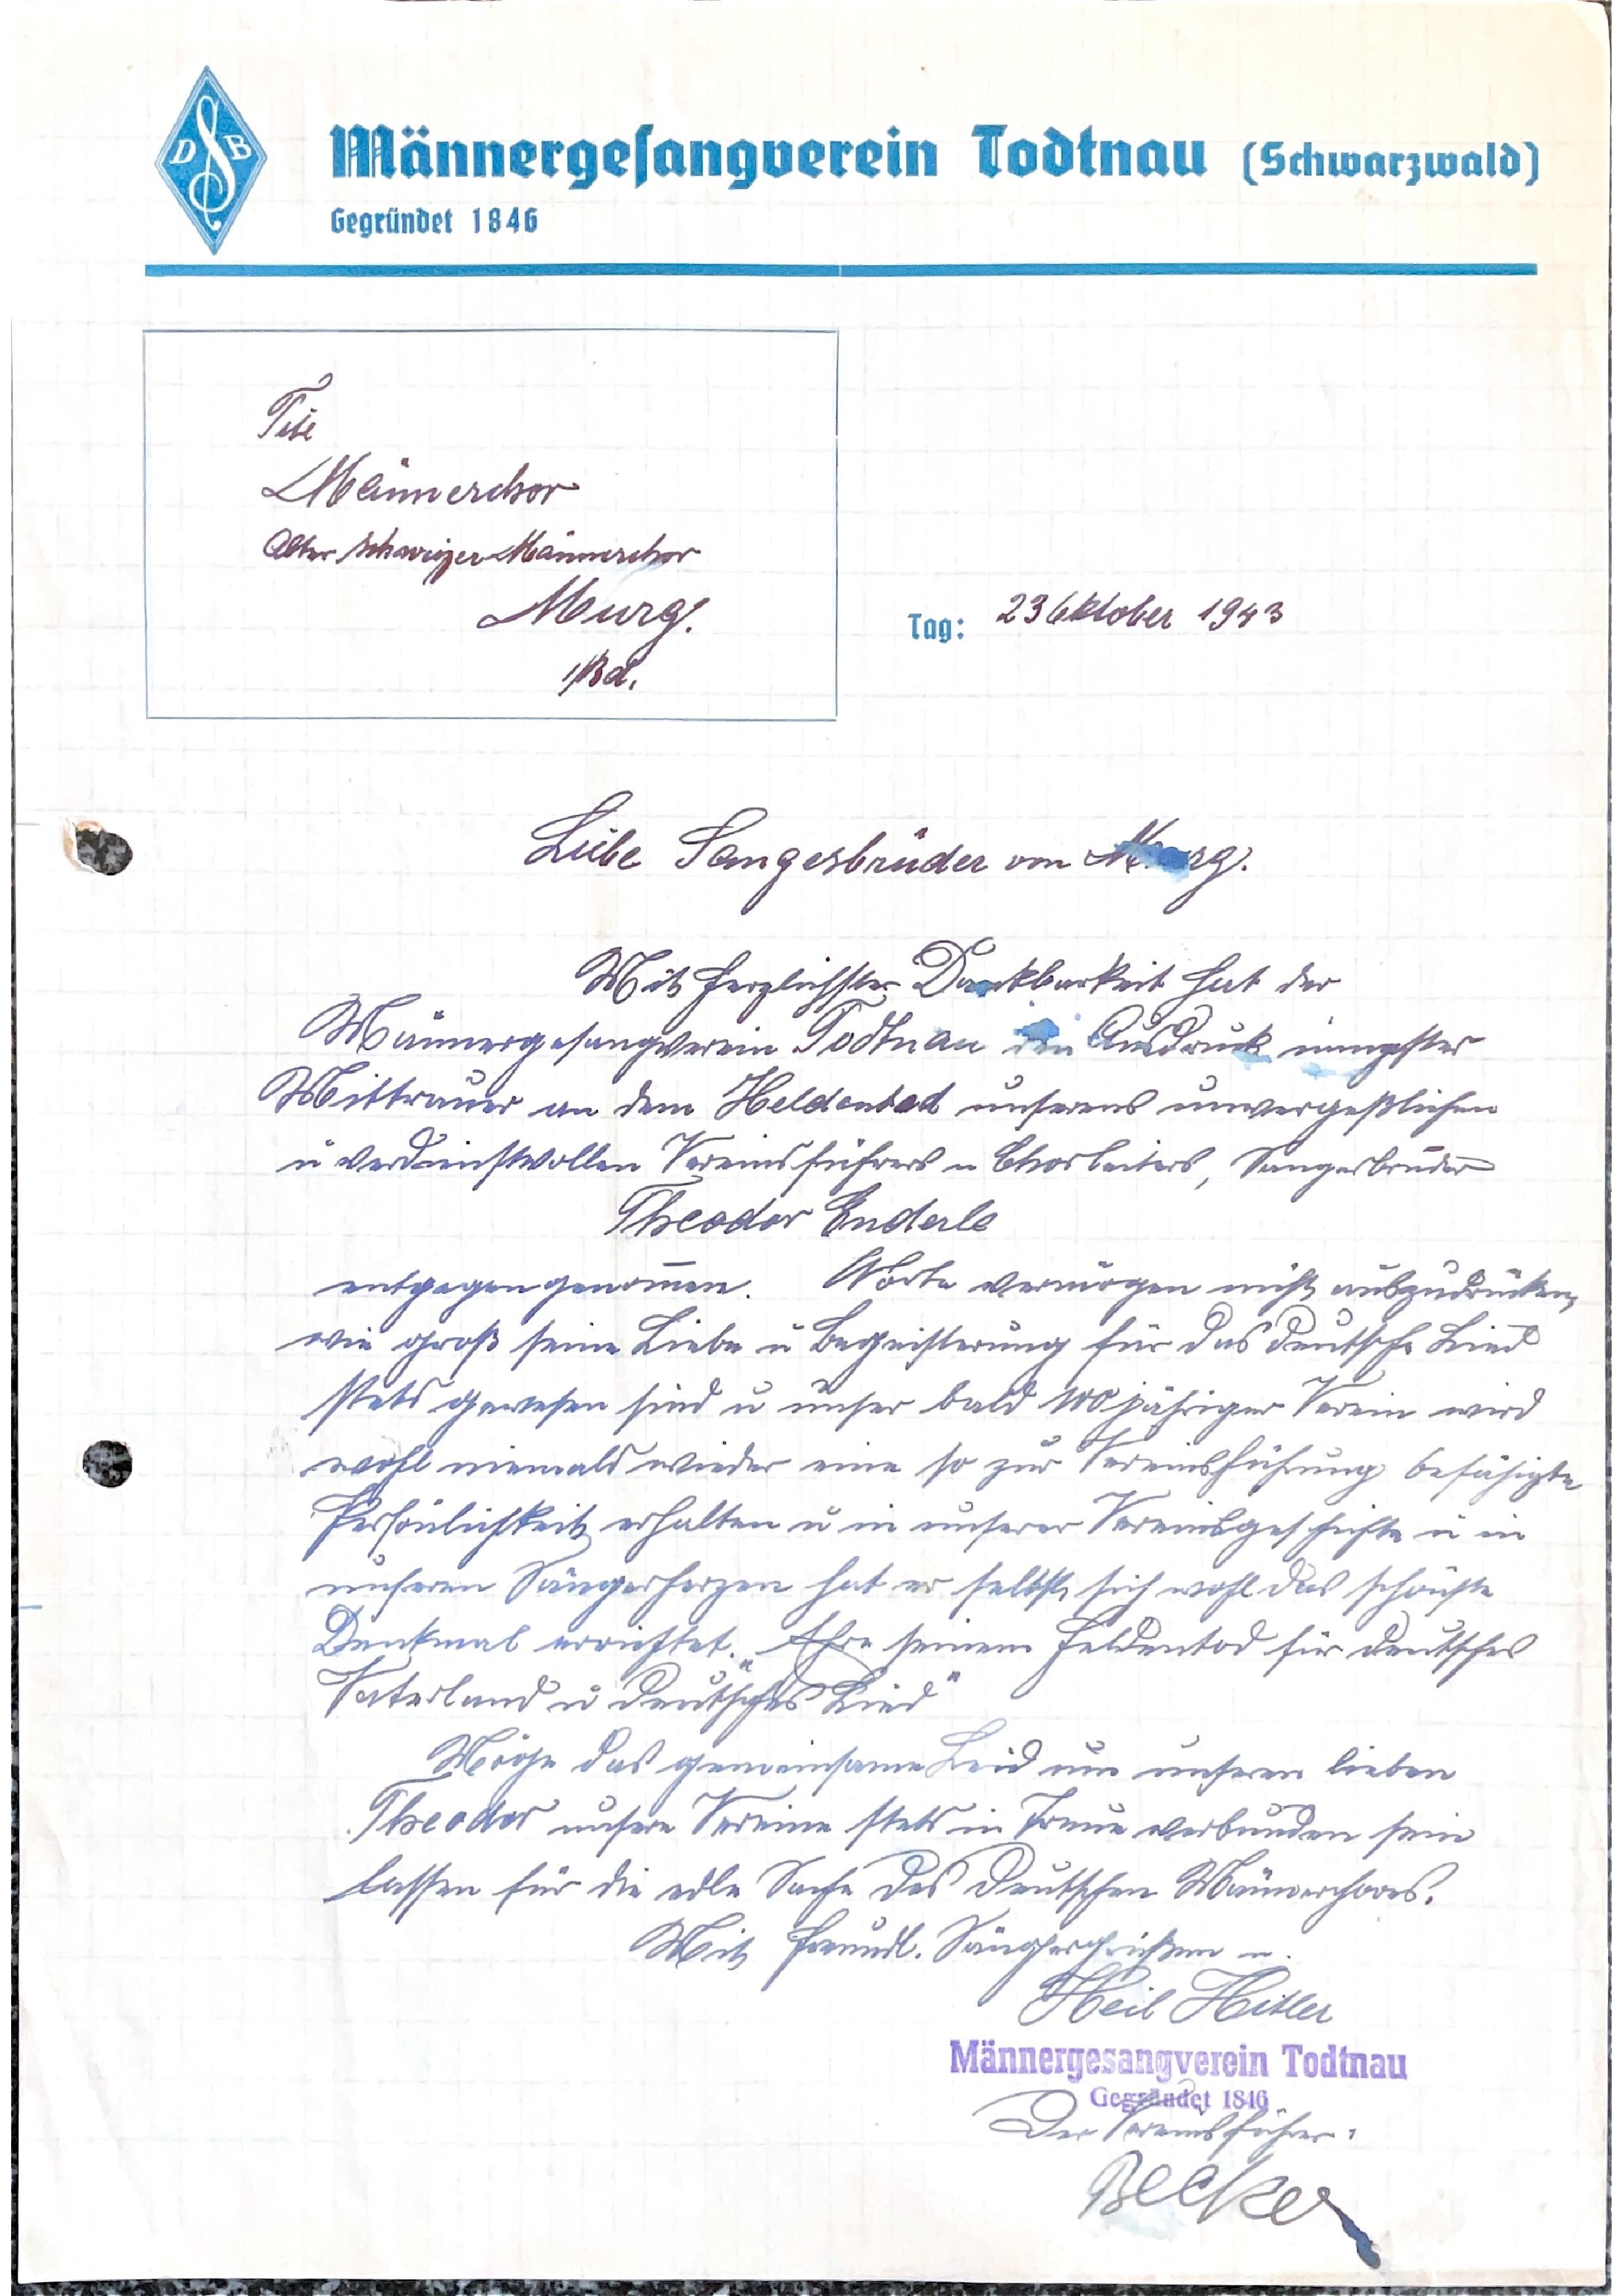 D S B
Männergesangverein Todtnau (Schwarzwald)
Gegründet 1846
Titl
Männerchor
Alter Schweizer Männerchor
Murg.
i/Bd.
Tag: 23 Oktober 1943
Liebe Sangesbrüder von Murg.
Mit herzlichster Dankbarkeit hat der
Männergesangverein Todtnau den Ausdruck innigster
Mittrauer an dem Heldentod unseres unvergeßlichen
u verdienstvollen Vereinsführers u Chorleiters, Sangesbruder
Theodor Enderle
entgegengenommen. Worte vermögen nicht auszudrücken,
wie groß seine Liebe u Begeisterung für das deutsche Lied
stets gewesen sind u unser bald 100 jähriger Verein wird
wohl niemals wieder eine so zur Vereinsführung befähigte
Persönlichkeit erhalten u in unserer Vereinsgeschichte u in
unseren Sängerherzen hat er selbst sich wohl das schönste
Denkmal errichtet. „Ehre seinem Heldentod für deutsches
Vaterland u deutsches Lied"
Möge das gemeinsame Leid um unseren lieben
Theodor unsere Vereine stets in Treue verbunden sein
lassen für die edle Sache des Deutschen Männerchores.
Mit freundl. Sängergrüßen u.
Heil Hitler
Männergesangverein Todtnau
Gegründet 1846
Der Vereinsführer:
Becker